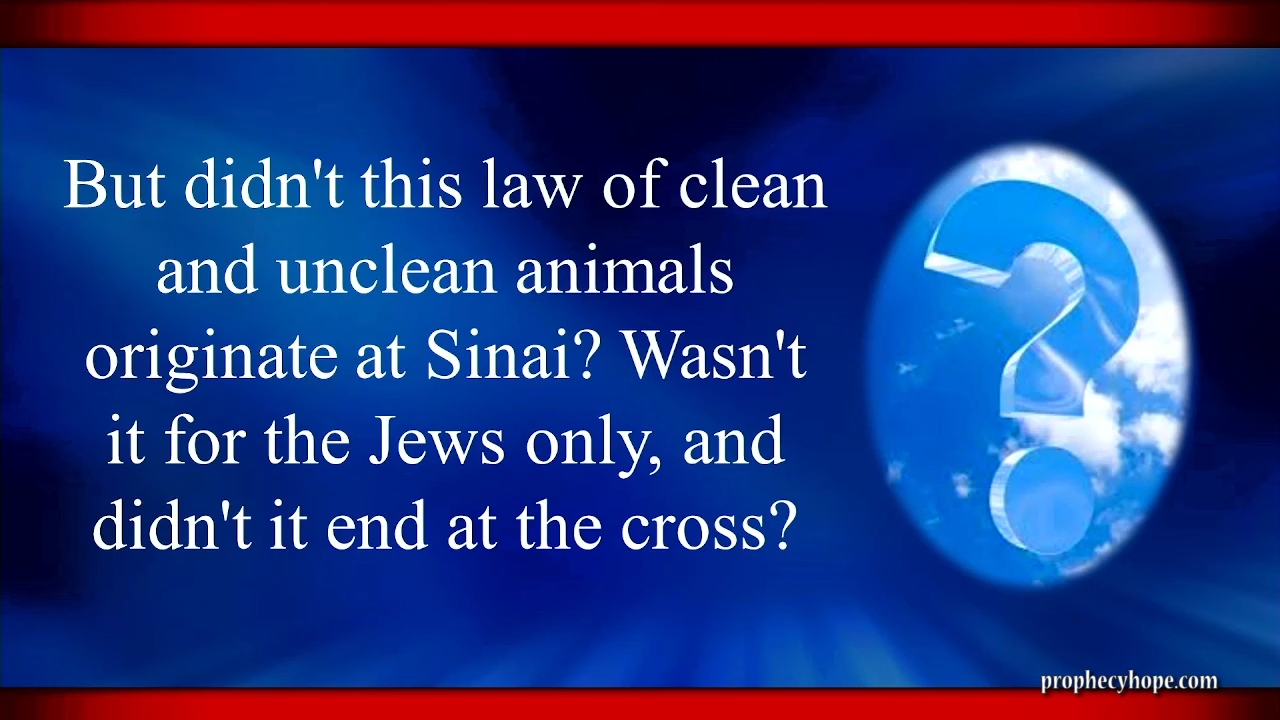 But didn't this law of clean
and unclean animals
originate at Sinai? Wasn't
it for the Jews only, and
didn't it end at the cross?
prophecyhope.com